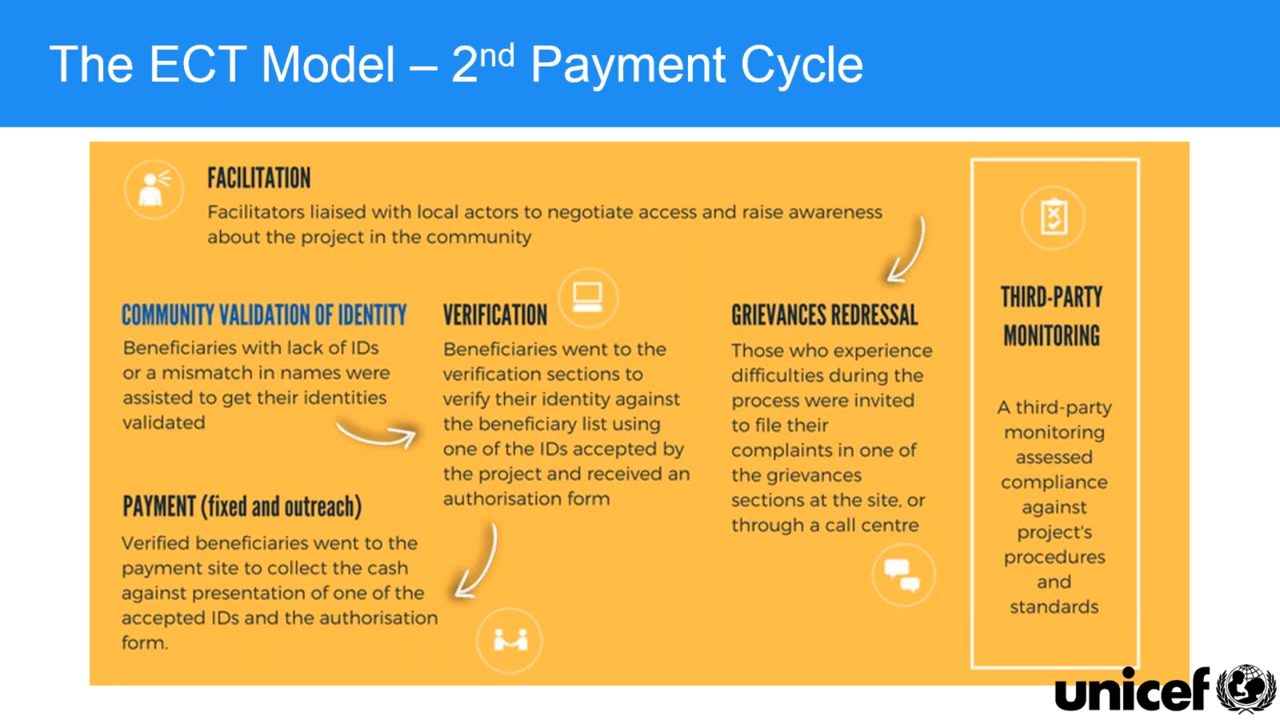 The ECT Model – 2nd Payment Cycle
FACILITATION
Facilitators liaised with local actors to negotiate access and raise awareness
about the project in the community
COMMUNITY VALIDATION OF IDENTITY
Beneficiaries with lack of IDs
or a mismatch in names were
assisted to get their identities
validated
VERIFICATION
Beneficiaries went to the
verification sections to
verify their identity against
the beneficiary list using
one of the IDs accepted by
the project and received an
authorisation form
PAYMENT (fixed and outreach)
Verified beneficiaries went to the
payment site to collect the cash
against presentation of one of the
accepted IDs and the authorisation
form.
GRIEVANCES REDRESSAL
Those who experience
difficulties during the
process were invited
to file their
complaints in one of
the grievances
sections at the site, or
through a call centre
THIRD-PARTY
MONITORING
A third-party
monitoring
assessed
compliance
against
project's
procedures
and
standards
unicef